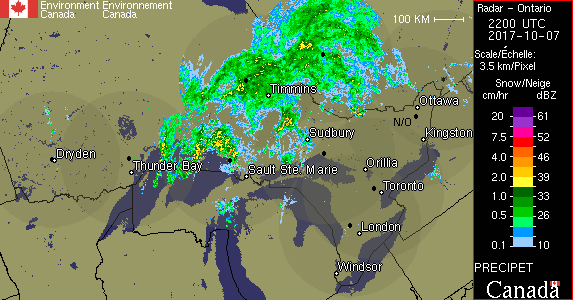 Environment Environnement
Canada Canada
100 KM
Radar - Ontario
2200 UTC
2017-10-07
Scale/Échelle:
3.5 km/Pixel
Snow/Neige
cm/hr dBZ
20 61
7.5 52
4.0 46
2.0 39
1.0 33
0.5 26
0.1 10
PRECIPET
Canada
Timmins
Ottawa
N/O
Sudbury
Kingston
Dryden
Thunder Bay
Sault Ste. Marie
Orillia
Toronto
London
Windsor